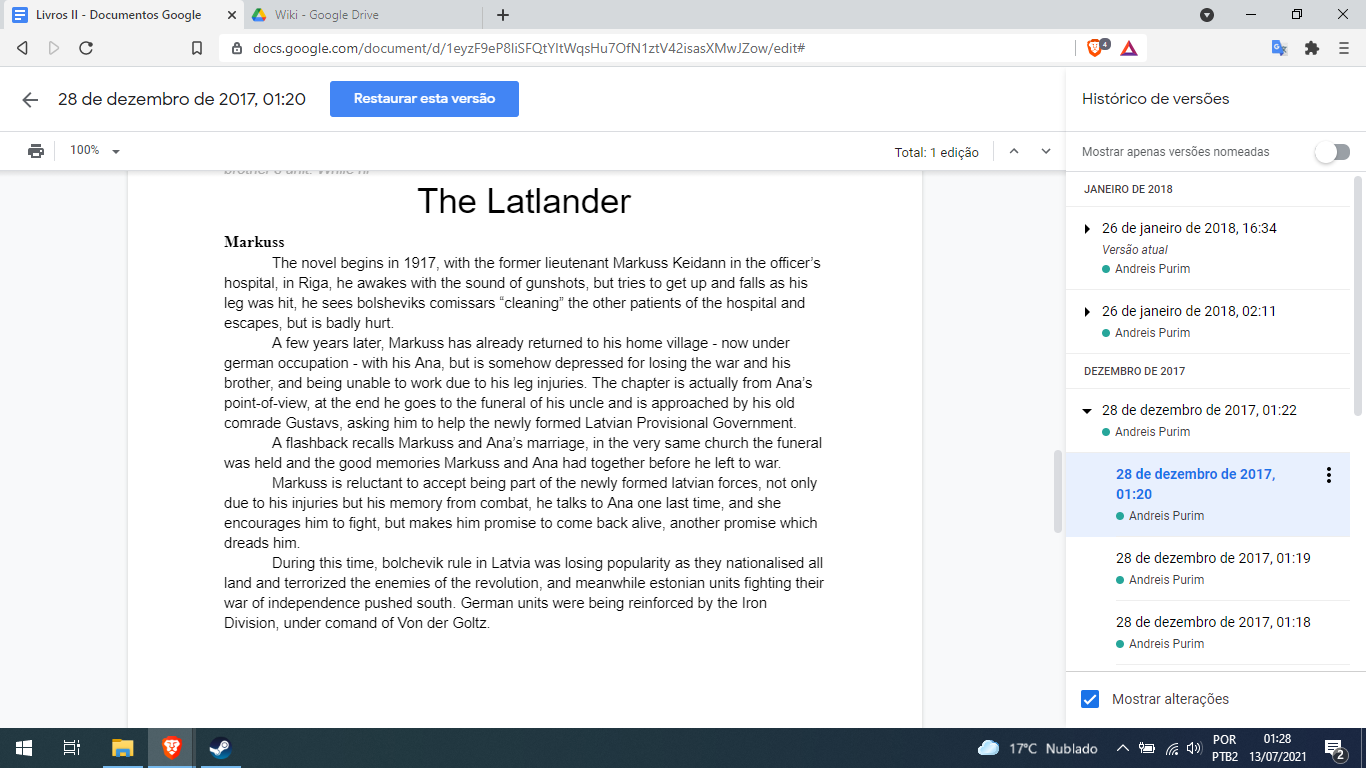 Livros II - Documentos Google
Wiki - Google Drive
docs.google.com/document/d/1eyzF9eP8IiSFQtYItWqsHu7OfN1ztV42isasXMwJZow/edit#
4
28 de dezembro de 2017, 01:20
Restaurar esta versão
Histórico de versões
100%
Total: 1 edição
Mostrar apenas versões nomeadas
brother's unit. While hi
The Latlander
Markuss
The novel begins in 1917, with the former lieutenant Markuss Keidann in the officer's
hospital, in Riga, he awakes with the sound of gunshots, but tries to get up and falls as his
leg was hit, he sees bolsheviks comissars “cleaning” the other patients of the hospital and
escapes, but is badly hurt.
A few years later, Markuss has already returned to his home village - now under
german occupation - with his Ana, but is somehow depressed for losing the war and his
brother, and being unable to work due to his leg injuries. The chapter is actually from Ana's
point-of-view, at the end he goes to the funeral of his uncle and is approached by his old
comrade Gustavs, asking him to help the newly formed Latvian Provisional Government.
A flashback recalls Markuss and Ana's marriage, in the very same church the funeral
was held and the good memories Markuss and Ana had together before he left to war.
Markuss is reluctant to accept being part of the newly formed latvian forces, not only
due to his injuries but his memory from combat, he talks to Ana one last time, and she
encourages him to fight, but makes him promise to come back alive, another promise which
dreads him.
During this time, bolchevik rule in Latvia was losing popularity as they nationalised all
land and terrorized the enemies of the revolution, and meanwhile estonian units fighting their
war of independence pushed south. German units were being reinforced by the Iron
Division, under comand of Von der Goltz.
JANEIRO DE 2018
26 de janeiro de 2018, 16:34
Versão atual
Andreis Purim
26 de janeiro de 2018, 02:11
Andreis Purim
DEZEMBRO DE 2017
28 de dezembro de 2017, 01:22
Andreis Purim
28 de dezembro de 2017,
01:20
Andreis Purim
28 de dezembro de 2017, 01:19
Andreis Purim
28 de dezembro de 2017, 01:18
Andreis Purim
Mostrar alterações
17°C Nublado
POR
PTB2
01:28
13/07/2021
2